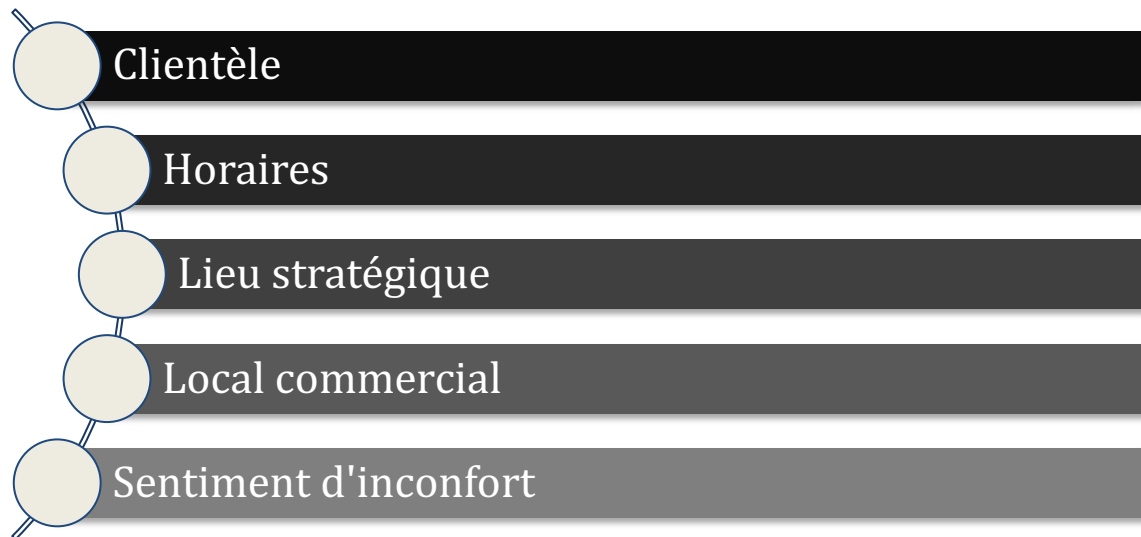 Clientèle
Horaires
Lieu stratégique
Local commercial
Sentiment d'inconfort